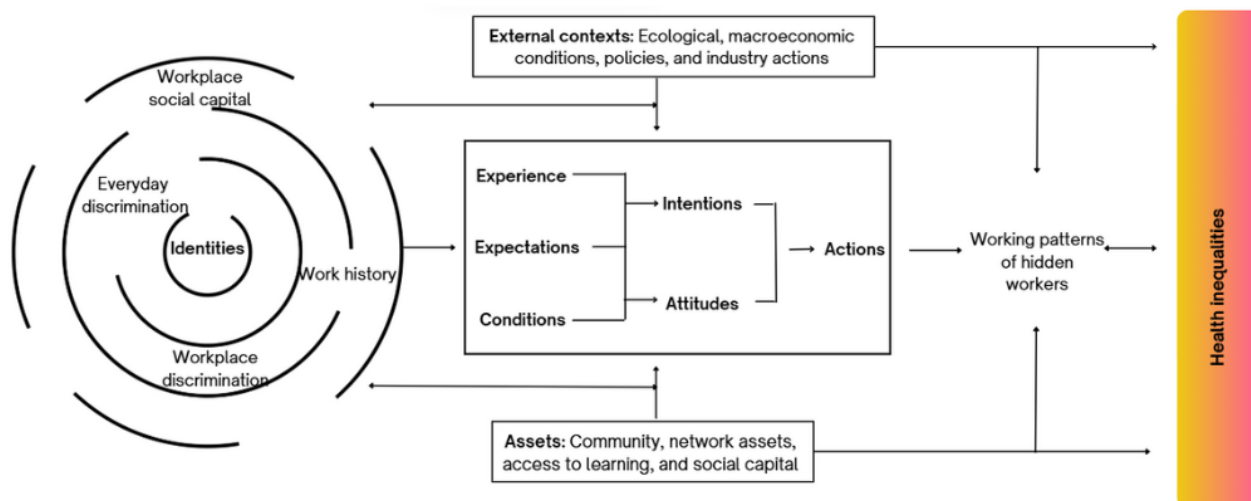 External contexts: Ecological, macroeconomic
conditions, policies, and industry actions
Workplace
social capital
Everyday
discrimination
Identities
Work history
Workplace
discrimination
Experience
Expectations
Conditions
Intentions
Attitudes
Actions
Working patterns
of hidden
workers
Health inequalities
Assets: Community, network assets,
access to learning, and social capital